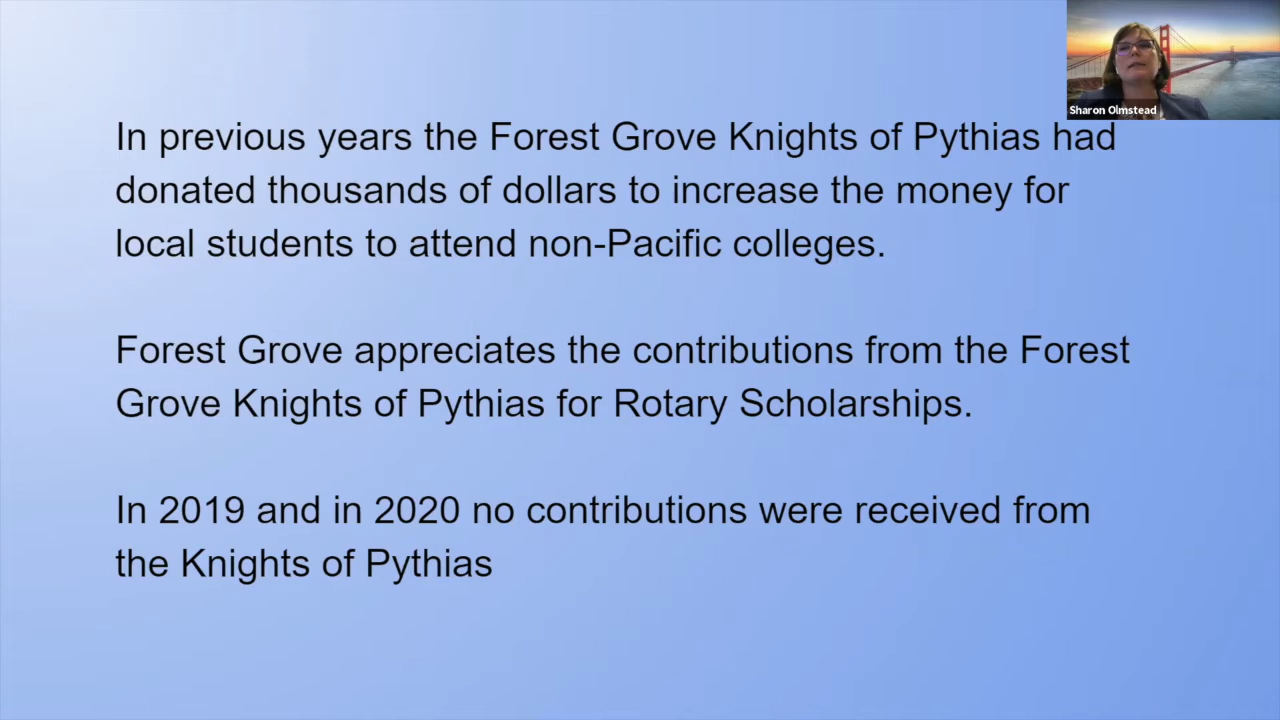 Sharon Olmstead
In previous years the Forest Grove Knights of Pythias had
donated thousands of dollars to increase the money for
local students to attend non-Pacific colleges.
Forest Grove appreciates the contributions from the Forest
Grove Knights of Pythias for Rotary Scholarships.
In 2019 and in 2020 no contributions were received from
the Knights of Pythias